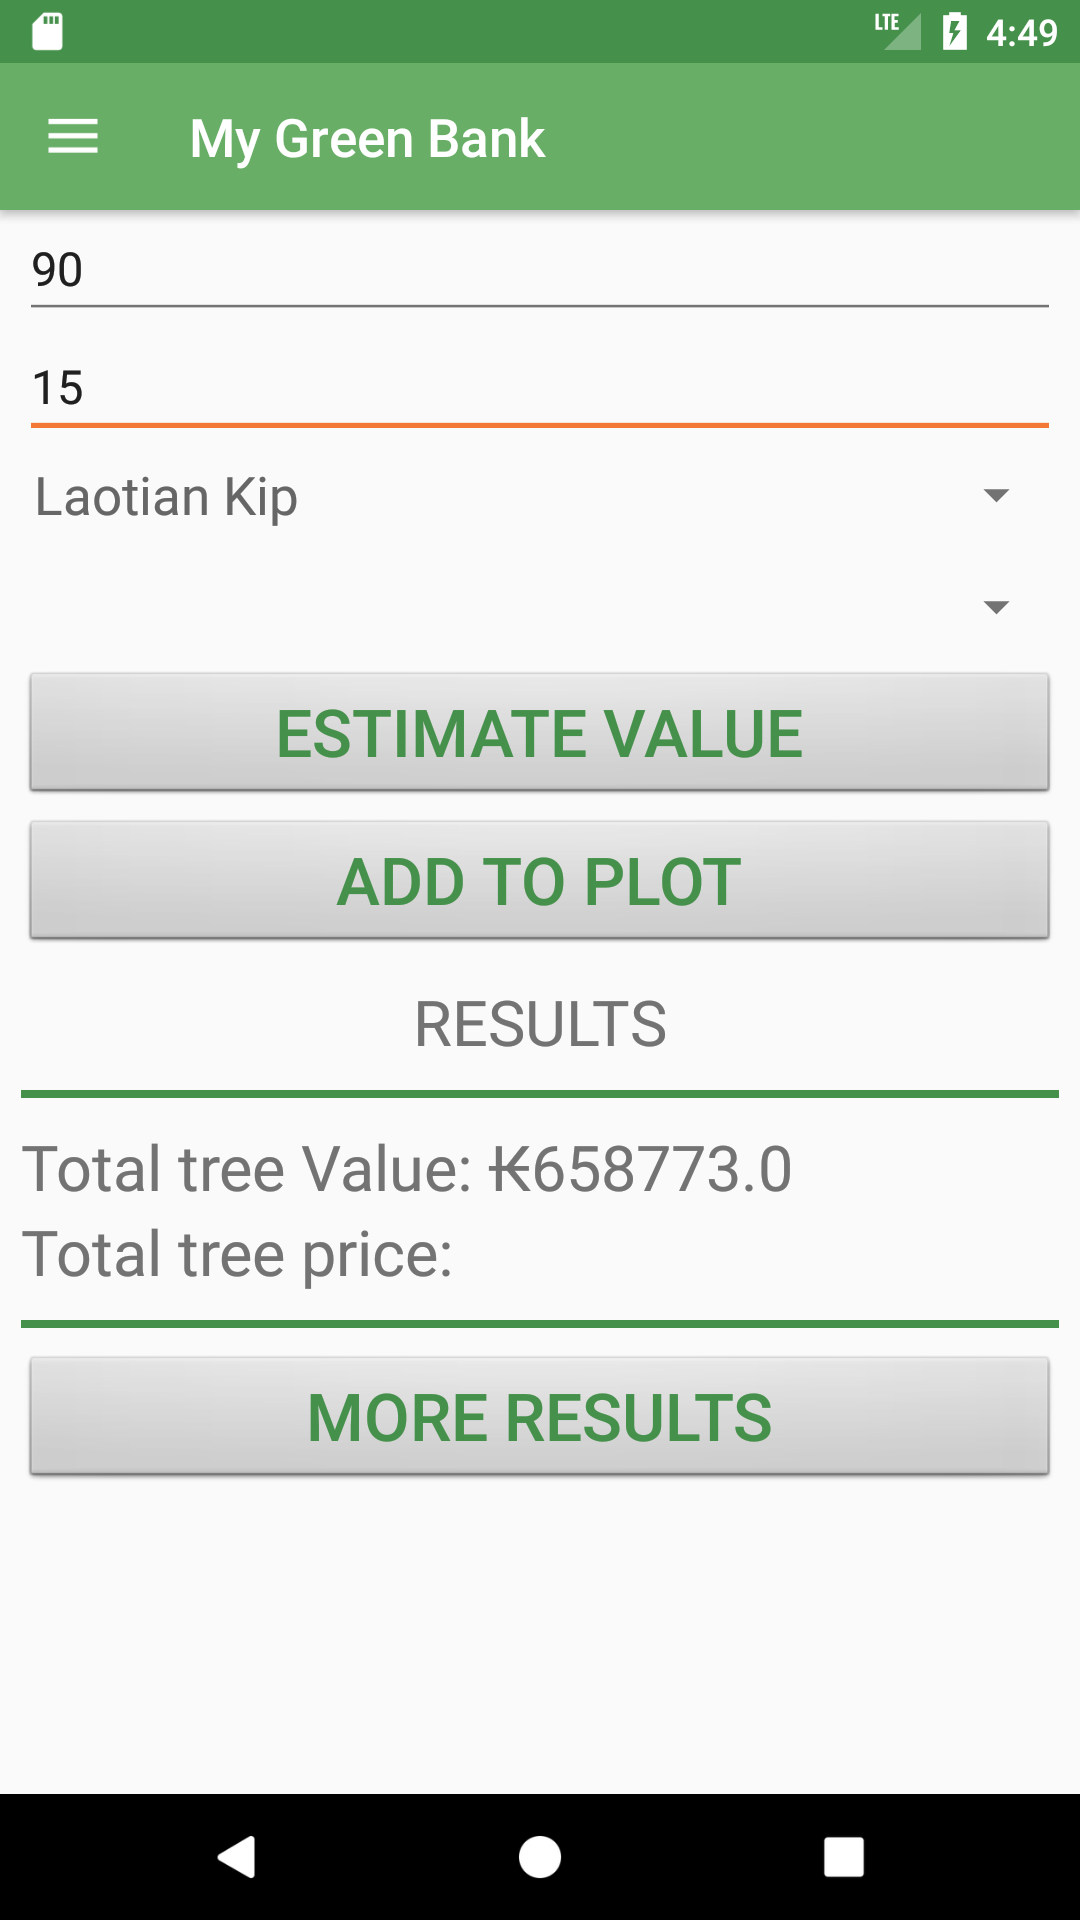 LTE 4:49
My Green Bank
90
15
Laotian Kip
ESTIMATE VALUE
ADD TO PLOT
RESULTS
Total tree Value: ₭658773.0
Total tree price:
MORE RESULTS